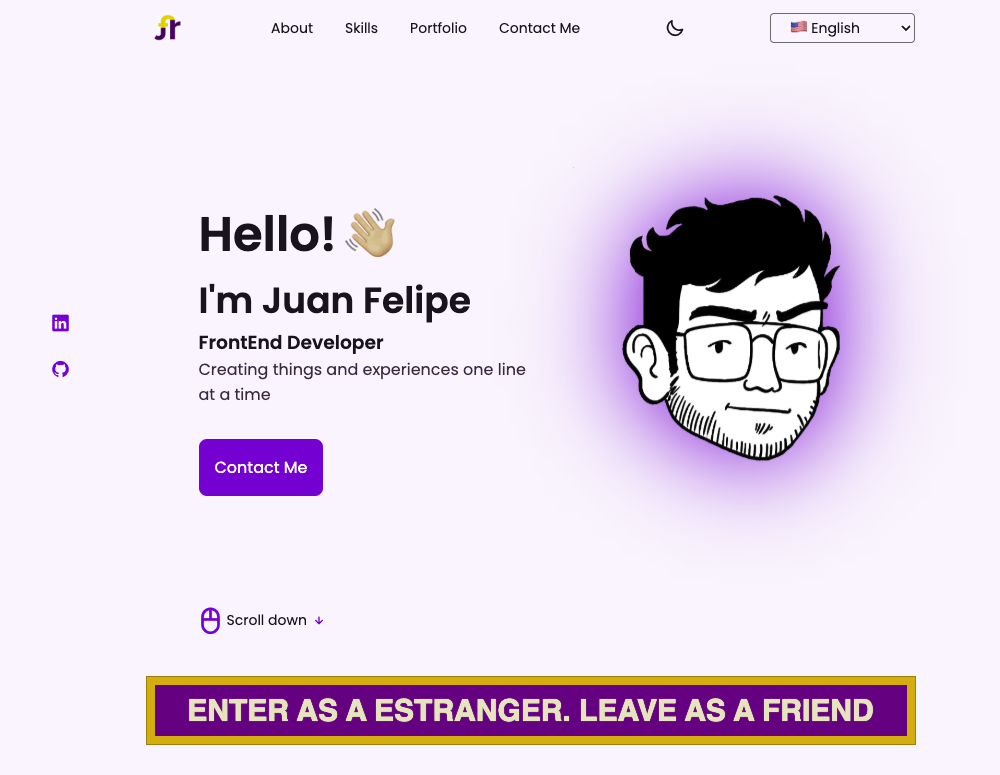 jr
About
Skills
Portfolio
Contact Me
English
Hello!
I'm Juan Felipe
FrontEnd Developer
Creating things and experiences one line
at a time
in
Contact Me
Scroll down
ENTER AS A ESTRANGER. LEAVE AS A FRIEND